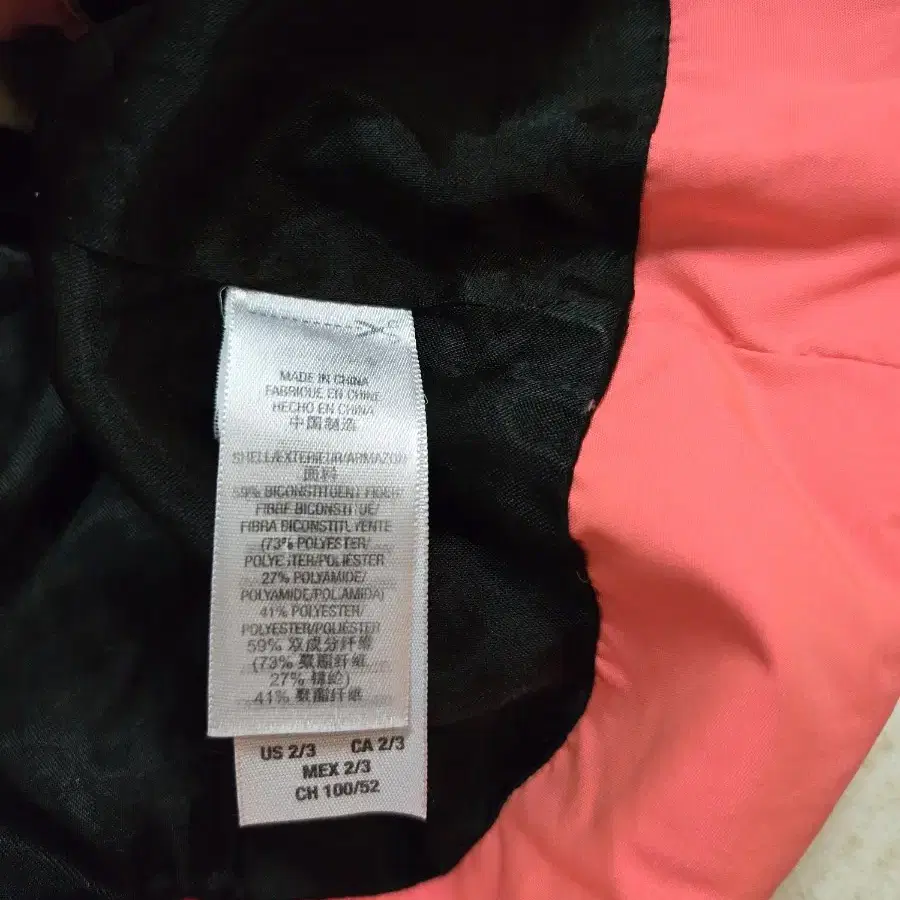 MADE IN CHINA
FABRIQUE EN CHINE
HECHO EN CHINA
中国制造
SHELL/EXTERIEUR/ARMAZON
面料
59% BICONSTITUENT FIBER/
FIBRE BICONSTITUE/
FIBRA BICONSTITUYENTE
(73% POLYESTER/
POLYESTER/POLIESTER
27% POLYAMIDE/
POLYAMIDE/POLIAMIDA)
41% POLYESTER/
POLYESTER/POLIESTER
59% 双成分纤维
(73% 聚酯纤维
27% 锦纶)
41% 聚酯纤维
US 2/3 CA 2/3
MEX 2/3
CH 100/52